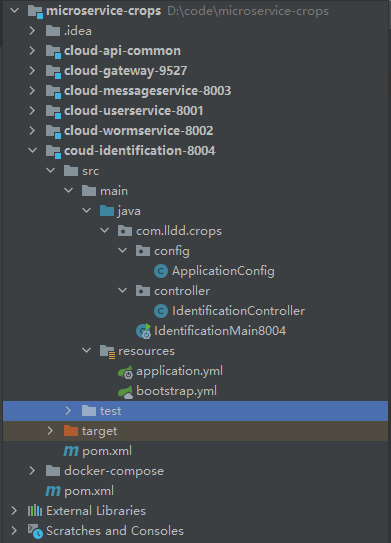 microservice-crops D:\code\microservice-crops
.idea
cloud-api-common
cloud-gateway-9527
cloud-messageservice-8003
cloud-userservice-8001
cloud-wormservice-8002
coud-identification-8004
src
main
java
com.lldd.crops
config
ApplicationConfig
controller
IdentificationController
IdentificationMain8004
resources
application.yml
bootstrap.yml
test
target
pom.xml
docker-compose
pom.xml
External Libraries
Scratches and Consoles